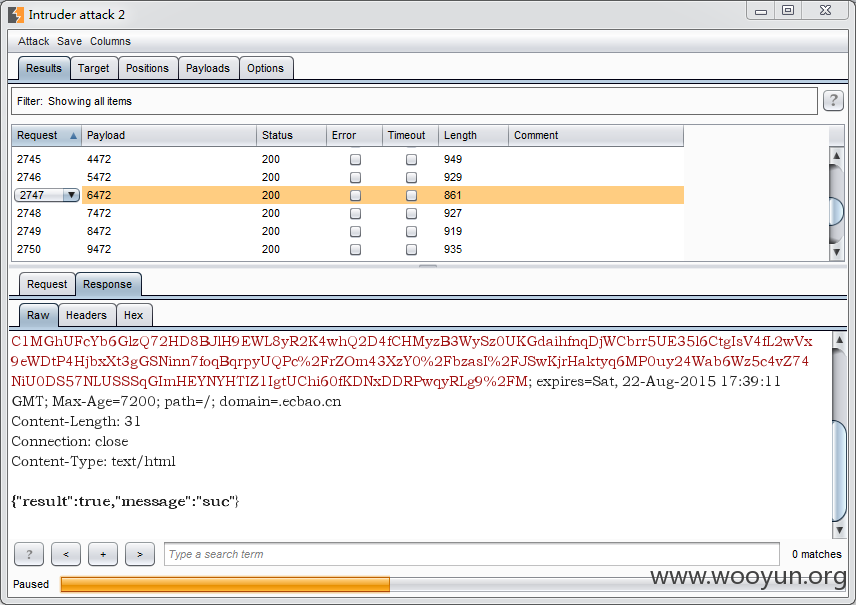 Intruder attack 2
Attack Save Columns
Results Target Positions Payloads Options
Filter: Showing all items ?
Request Payload Status Error Timeout Length Comment
2745 4472 200 949
2746 5472 200 929
2747 6472 200 861
2748 7472 200 927
2749 8472 200 919
2750 9472 200 935
Request Response
Raw Headers Hex
C1MGhUFcYb6GlzQ72HD8BJlH9EWL8yR2K4whQ2D4fCHMyzB3WySz0UKGdaihfnqDjWCbrr5UE35l6CtgIsV4fL2wVx
9eWDtP4HjbxXt3gGSNinn7foqBqrpyUQPc%2FrZOm43XzY0%2FbzasI%2FJSwKjrHaktyq6MP0uy24Wab6Wz5c4vZ74
NiU0DS57NLUSSSqGImHEYNYHTIZ1IgtUChi60fKDNxDDRPwqyRLg9%2FM; expires=Sat, 22-Aug-2015 17:39:11
GMT; Max-Age=7200; path=/; domain=.ecbao.cn
Content-Length: 31
Connection: close
Content-Type: text/html
{"result":true,"message":"suc"}
? < + > Type a search term 0 matches
Paused
www.wooyun.org